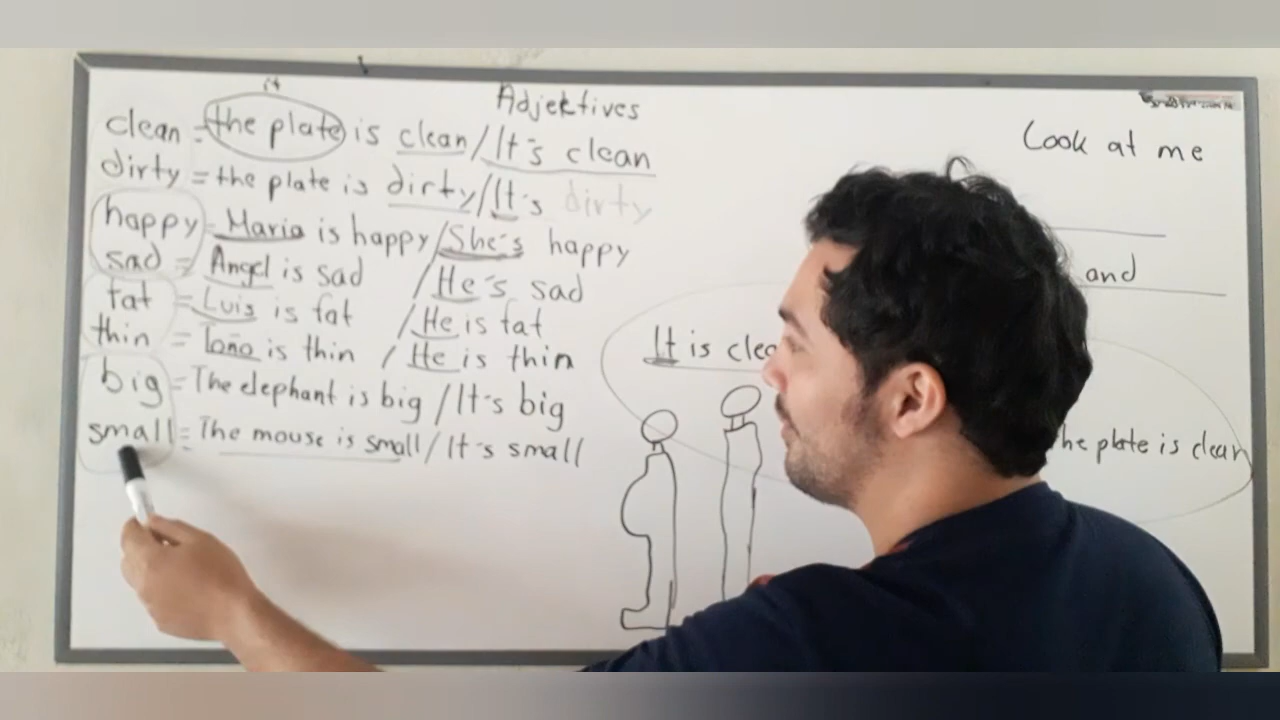 Adjektives
it
clean = the plate is clean/It's clean
dirty = the plate is dirty/It's dirty
happy = Maria is happy/She's happy
sad = Angel is sad /He's sad
fat = Luis is fat /He is fat
thin = Toño is thin / He is thin
big = The elephant is big /It's big
small = The mouse is small/It's small
Look at me
and
It is clea
he plate is clean